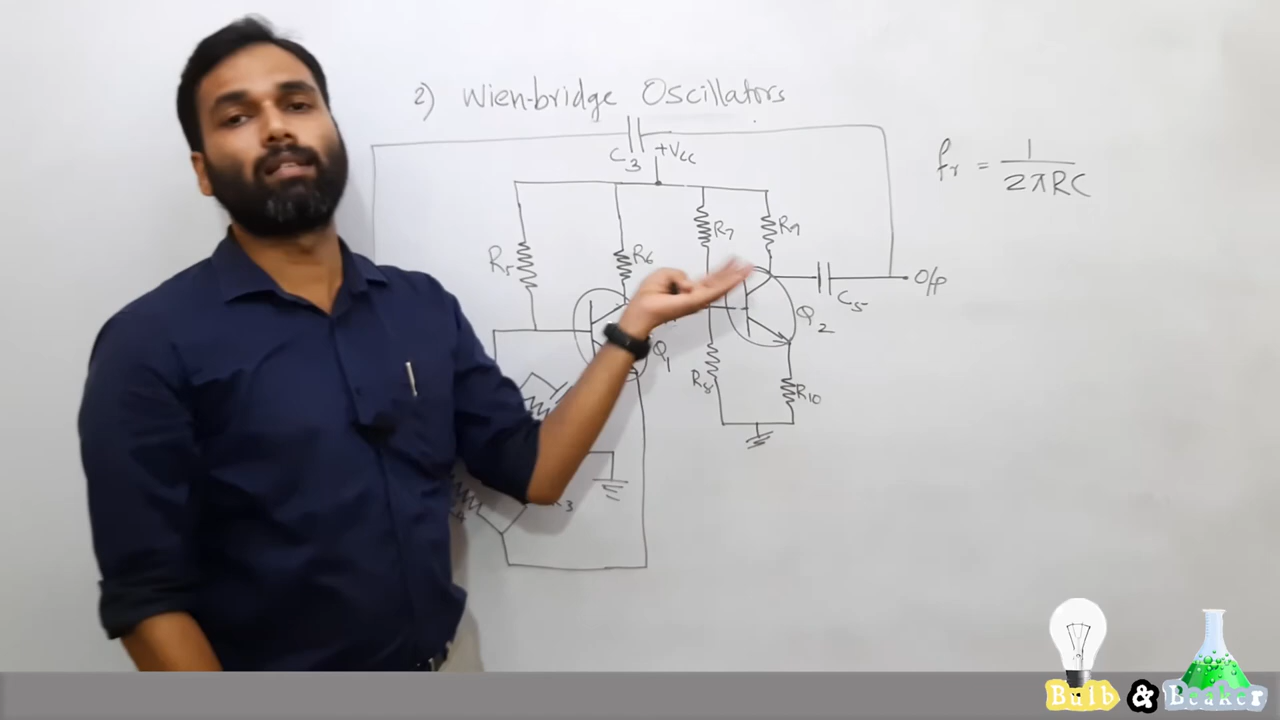 2) Wien-bridge Oscillators
C3
+Vcc
fr = 1 / 2πRC
R5
R6
R7
R9
C5
O/P
Q1
Q2
R8
R10
Bulb & Beaker